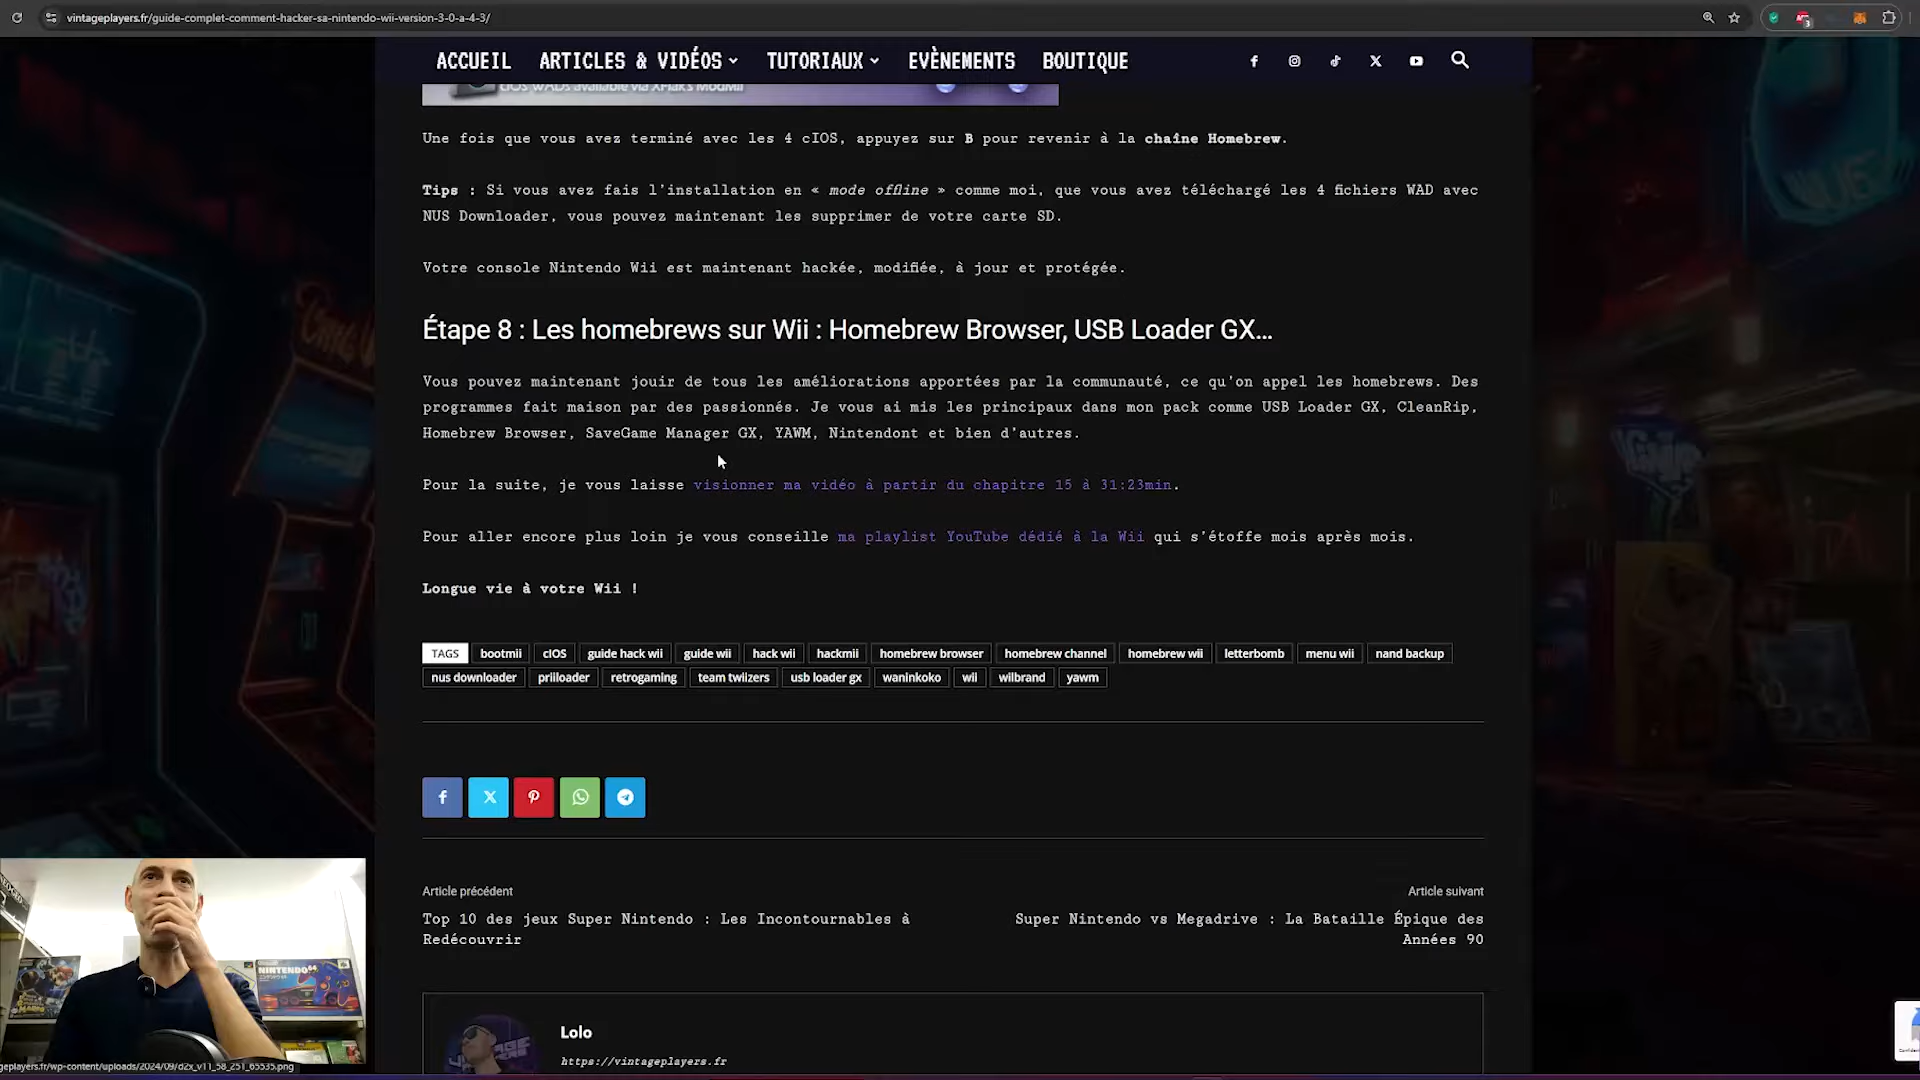 vintageplayers.fr/guide-complet-comment-hacker-sa-nintendo-wii-version-3-0-a-4-3/
3
ACCUEIL ARTICLES & VIDÉOS TUTORIAUX EVÈNEMENTS BOUTIQUE
cIOS WADs available via XFlak's ModMii
Une fois que vous avez terminé avec les 4 cIOS, appuyez sur B pour revenir à la chaîne Homebrew.
Tips : Si vous avez fais l'installation en « mode offline » comme moi, que vous avez téléchargé les 4 fichiers WAD avec
NUS Downloader, vous pouvez maintenant les supprimer de votre carte SD.
Votre console Nintendo Wii est maintenant hackée, modifiée, à jour et protégée.
Étape 8 : Les homebrews sur Wii : Homebrew Browser, USB Loader GX…
Vous pouvez maintenant jouir de tous les améliorations apportées par la communauté, ce qu'on appel les homebrews. Des
programmes fait maison par des passionnés. Je vous ai mis les principaux dans mon pack comme USB Loader GX, CleanRip,
Homebrew Browser, SaveGame Manager GX, YAWM, Nintendont et bien d'autres.
Pour la suite, je vous laisse visionner ma vidéo à partir du chapitre 15 à 31:23min.
Pour aller encore plus loin je vous conseille ma playlist YouTube dédié à la Wii qui s'étoffe mois après mois.
Longue vie à votre Wii !
TAGS bootmii cIOS guide hack wii guide wii hack wii hackmii homebrew browser homebrew channel homebrew wii letterbomb menu wii nand backup
nus downloader priiloader retrogaming team twiizers usb loader gx waninkoko wii wilbrand yawm
Article précédent
Article suivant
Top 10 des jeux Super Nintendo : Les Incontournables à
Redécouvrir
Super Nintendo vs Megadrive : La Bataille Épique des
Années 90
NINTENDO 64
Lolo
https://vintageplayers.fr
geplayers.fr/wp-content/uploads/2024/09/d2x_v11_58_251_65535.png